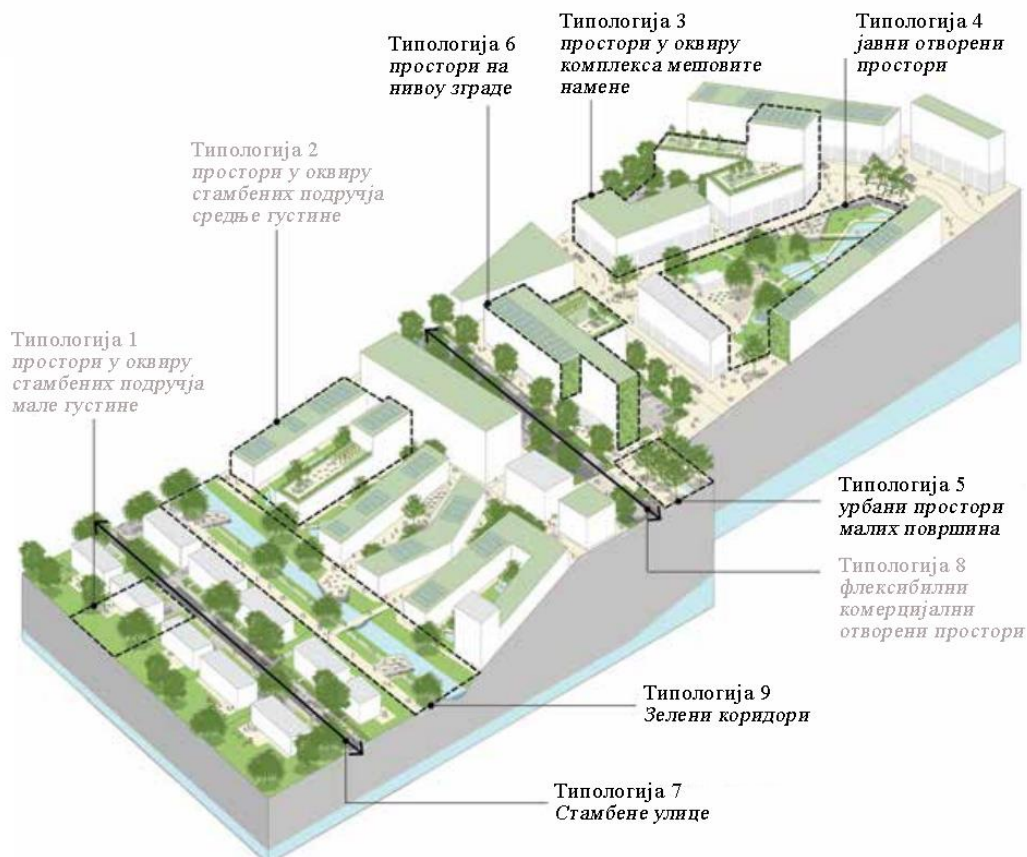 Типологија 6
простори на
нивоу зграде
Типологија 3
простори у оквиру
комплекса мешовите
намене
Типологија 4
јавни отворени
простори
Типологија 2
простори у оквиру
стамбених подручја
средње густине
Типологија 1
простори у оквиру
стамбених подручја
мале густине
Типологија 5
урбани простори
малих површина
Типологија 8
флексибилни
комерцијални
отворени простори
Типологија 9
Зелени коридори
Типологија 7
Стамбене улице